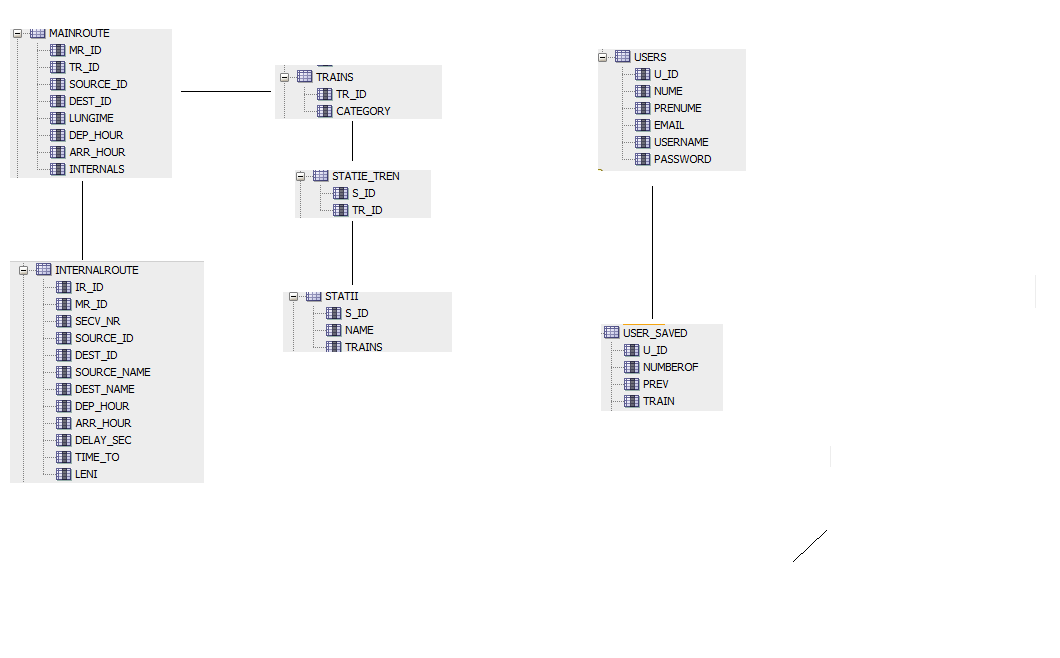 MAINROUTE
MR_ID
TR_ID
SOURCE_ID
DEST_ID
LUNGIME
DEP_HOUR
ARR_HOUR
INTERNALS
INTERNALROUTE
IR_ID
MR_ID
SECV_NR
SOURCE_ID
DEST_ID
SOURCE_NAME
DEST_NAME
DEP_HOUR
ARR_HOUR
DELAY_SEC
TIME_TO
LENI
TRAINS
TR_ID
CATEGORY
STATIE_TREN
S_ID
TR_ID
STATII
S_ID
NAME
TRAINS
USERS
U_ID
NUME
PRENUME
EMAIL
USERNAME
PASSWORD
USER_SAVED
U_ID
NUMBEROF
PREV
TRAIN